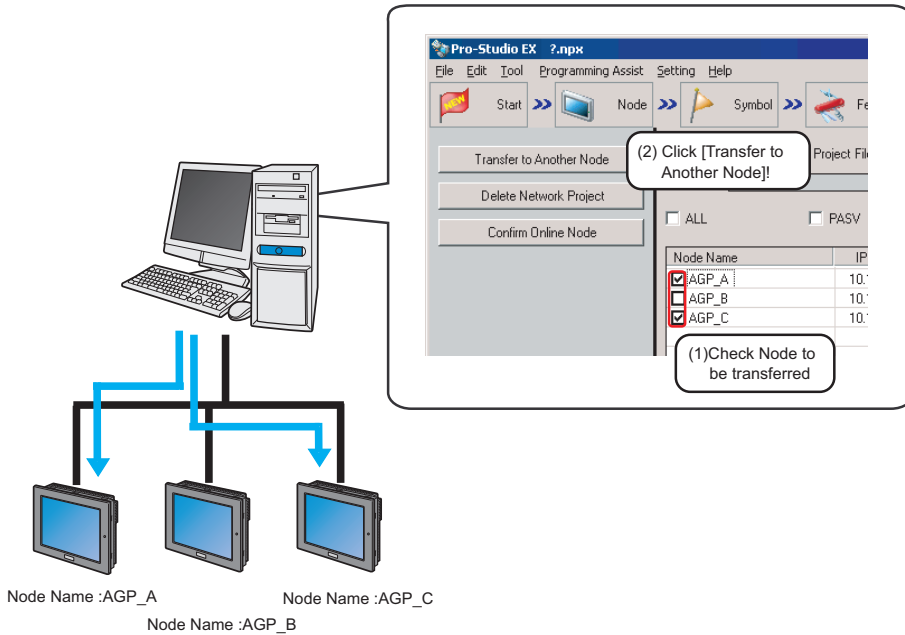 Pro-Studio EX ?.npx
File Edit Tool Programming Assist Setting Help
NEW Start Node Symbol
(2) Click [Transfer to
Another Node]!
Transfer to Another Node
Project
Delete Network Project
ALL PASV
Confirm Online Node
Node Name IP
AGP_A 10.
AGP_B 10.
AGP_C 10.
(1)Check Node to
be transferred
Node Name :AGP_A
Node Name :AGP_C
Node Name :AGP_B